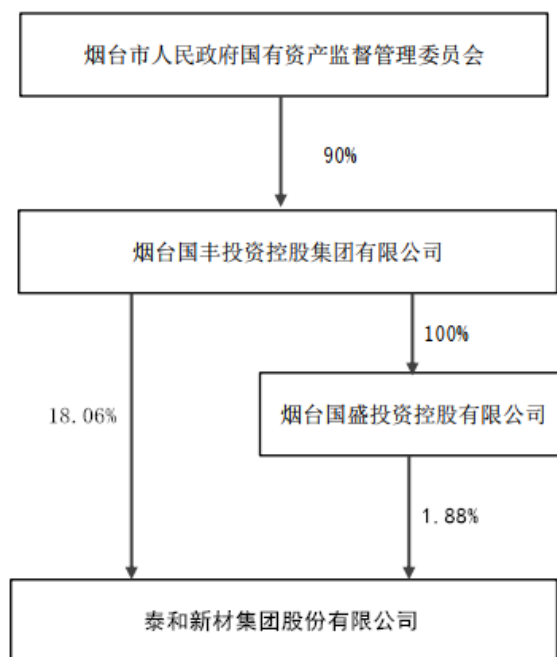 烟台市人民政府国有资产监督管理委员会
90%
烟台国丰投资控股集团有限公司
100%
18.06%
烟台国盛投资控股有限公司
1.88%
泰和新材集团股份有限公司